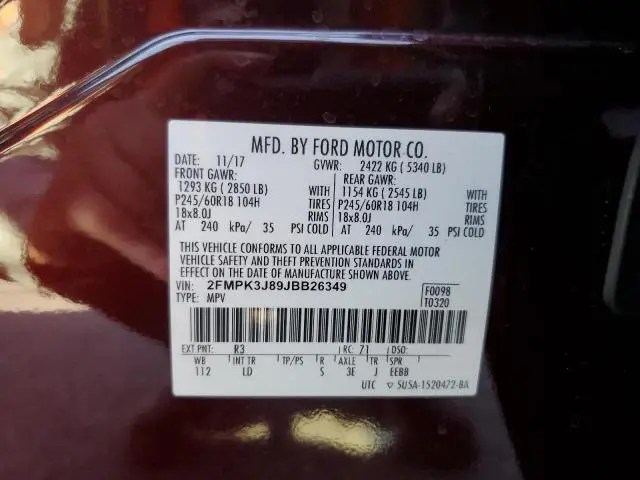 MFD. BY FORD MOTOR CO.
DATE: 11/17 GVWR: 2422 KG ( 5340 LB)
FRONT GAWR: REAR GAWR:
1293 KG ( 2850 LB) WITH 1154 KG ( 2545 LB) WITH
P245/60R18 104H TIRES P245/60R18 104H TIRES
18x8.0J RIMS 18x8.0J RIMS
AT 240 kPa/ 35 PSI COLD AT 240 kPa/ 35 PSI COLD
THIS VEHICLE CONFORMS TO ALL APPLICABLE FEDERAL MOTOR
VEHICLE SAFETY AND THEFT PREVENTION STANDARDS IN
EFFECT ON THE DATE OF MANUFACTURE SHOWN ABOVE.
VIN: 2FMPK3J89JBB26349 F0098
TYPE: MPV T0320
EXT PNT: R3 RC: 71 DSO:
WB INT TR TP/PS R AXLE TR SPR
112 LD S 3E J EEBB
UTC ▽ 5USA-1520472-BA